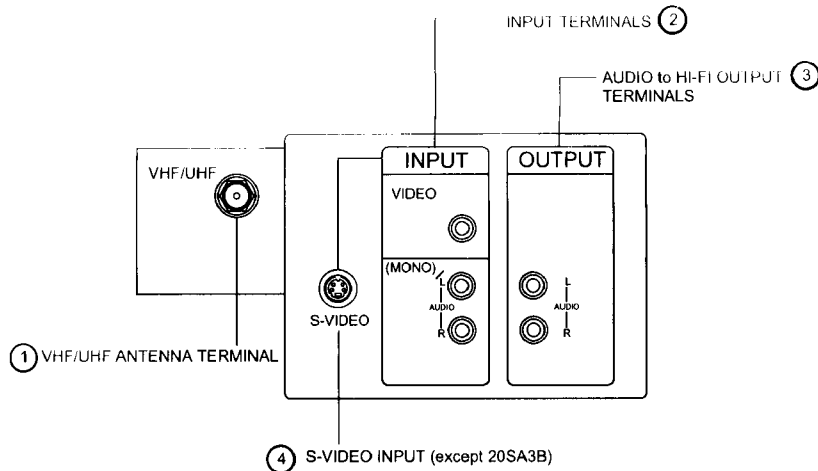 INPUT TERMINALS 2
AUDIO to HI-FI OUTPUT 3
TERMINALS
INPUT
OUTPUT
VHF/UHF
VIDEO
(MONO)
L
AUDIO
R
L
AUDIO
R
S-VIDEO
1 VHF/UHF ANTENNA TERMINAL
4 S-VIDEO INPUT (except 20SA3B)